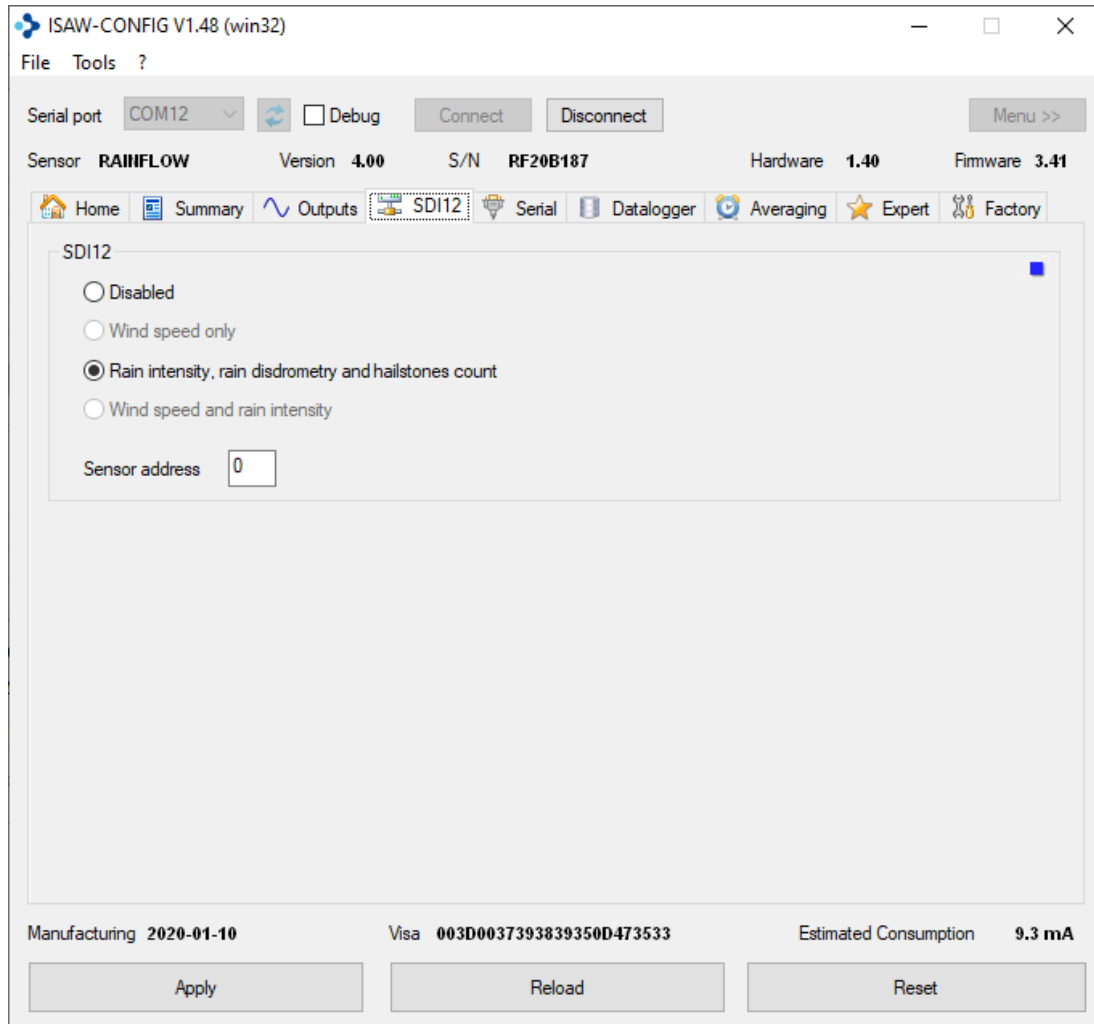 ISAW-CONFIG V1.48 (win32)
File Tools ?
Serial port COM12 Debug Connect Disconnect Menu >>
Sensor RAINFLOW Version 4.00 S/N RF20B187 Hardware 1.40 Firmware 3.41
Home Summary Outputs SDI12 Serial Datalogger Averaging Expert Factory
SDI12
Disabled
Wind speed only
Rain intensity, rain disdrometry and hailstones count
Wind speed and rain intensity
Sensor address 0
Manufacturing 2020-01-10 Visa 003D0037393839350D473533 Estimated Consumption 9.3 mA
Apply Reload Reset